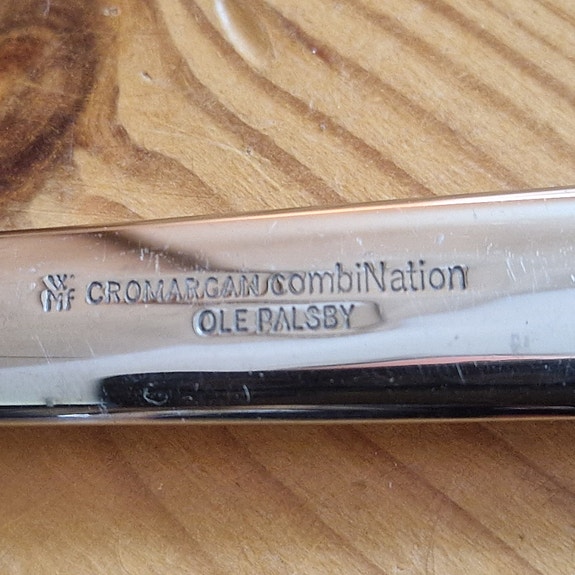 WMF CROMARGAN combiNation
OLE PALSBY